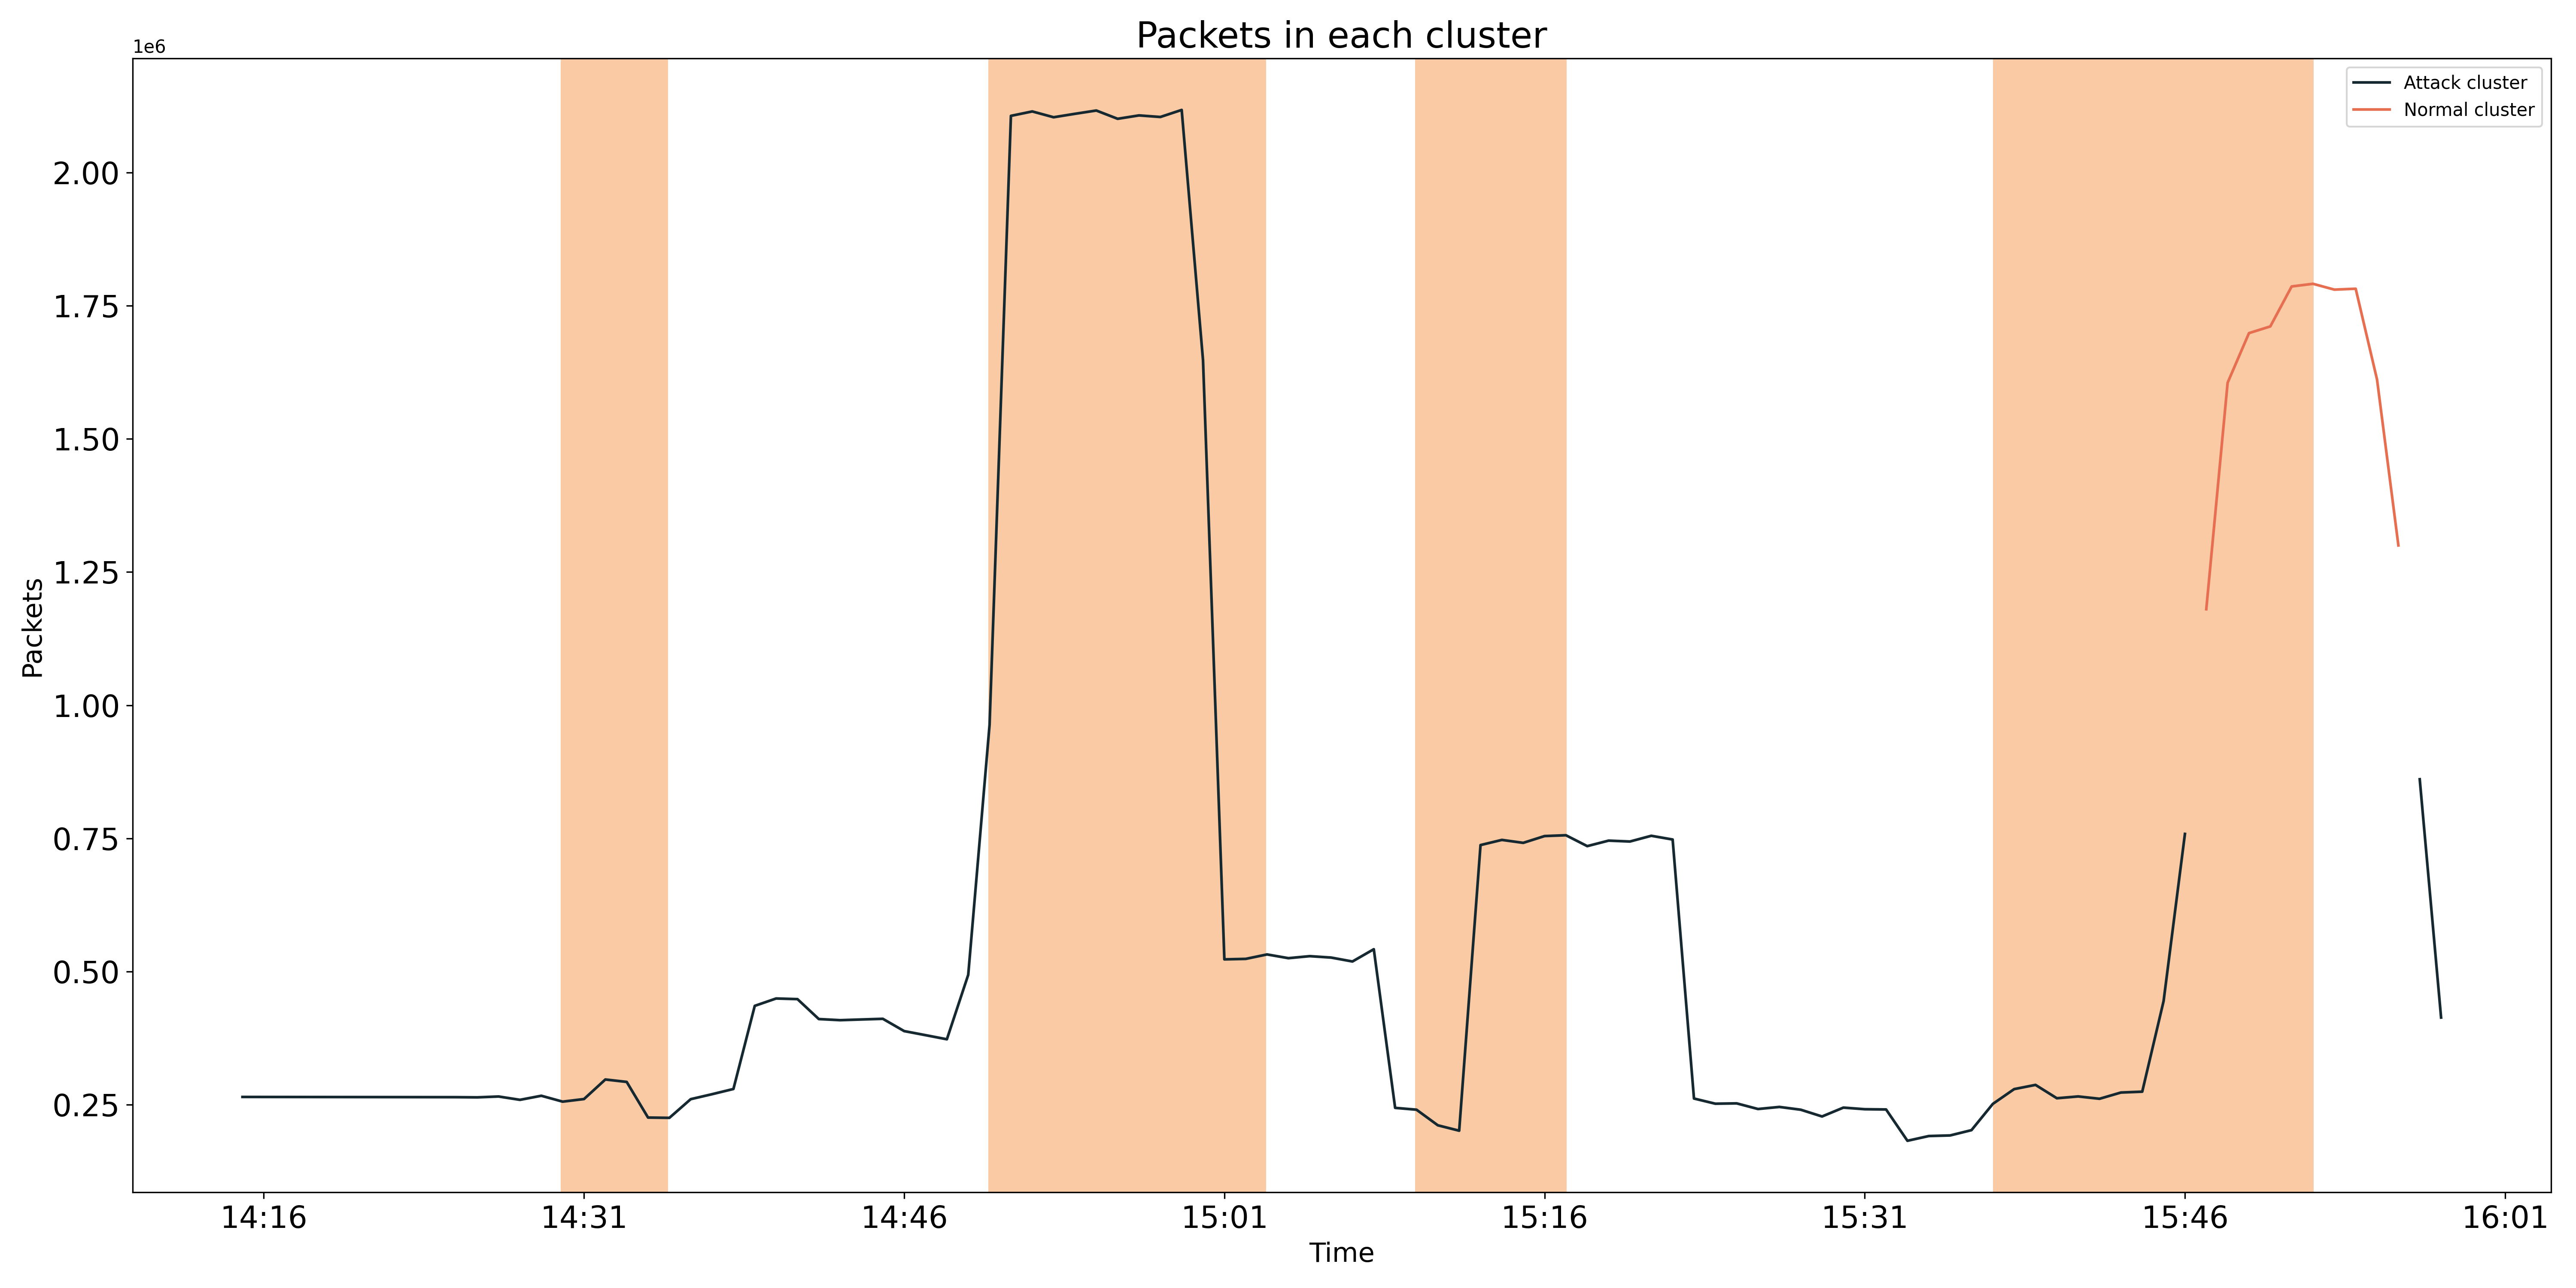 Packets in each cluster
1e6
Attack cluster
Normal cluster
2.00
1.75
1.50
1.25
1.00
0.75
0.50
0.25
Packets
14:16 14:31 14:46 15:01 15:16 15:31 15:46 16:01
Time